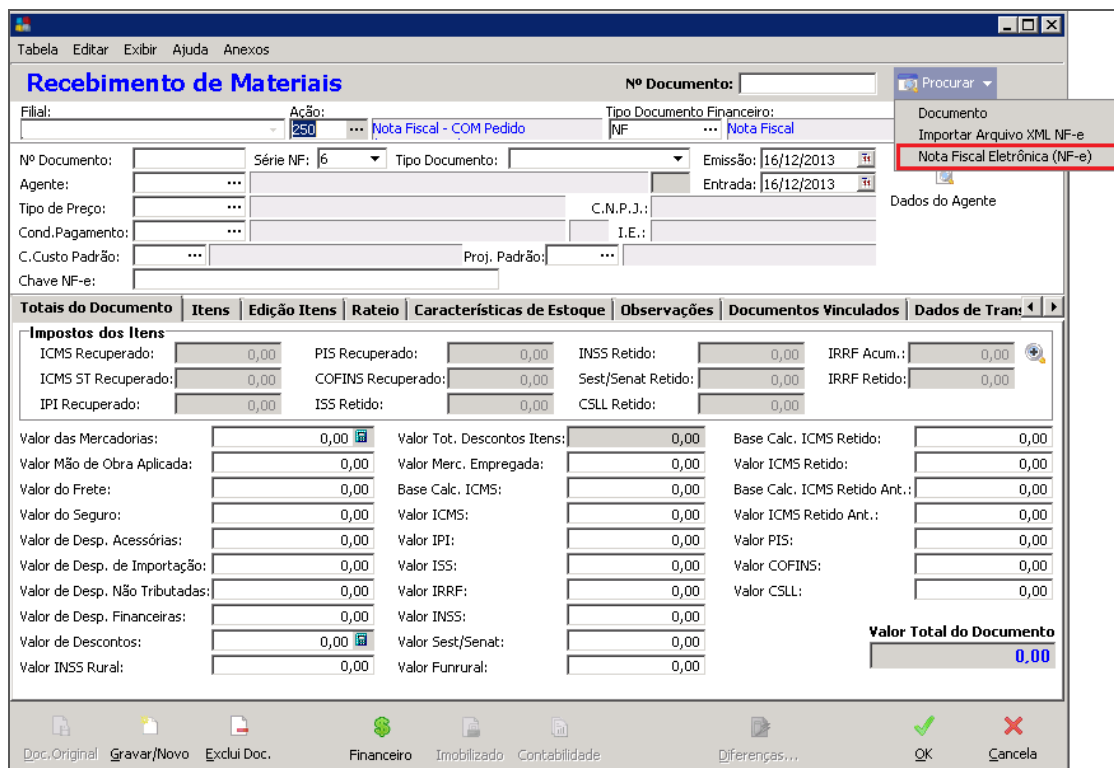 Tabela Editar Exibir Ajuda Anexos
Recebimento de Materiais Nº Documento: Procurar
Documento
Importar Arquivo XML NF-e
Nota Fiscal Eletrônica (NF-e)
Filial: Ação: Tipo Documento Financeiro:
250 ... Nota Fiscal - COM Pedido NF ... Nota Fiscal
Nº Documento: Série NF: 6 Tipo Documento: Emissão: 16/12/2013
Agente: ... Entrada: 16/12/2013
Dados do Agente
Tipo de Preço: ... C.N.P.J.:
Cond.Pagamento: ... I.E.:
C.Custo Padrão: ... Proj. Padrão: ...
Chave NF-e:
Totais do Documento Itens Edição Itens Rateio Características de Estoque Observações Documentos Vinculados Dados de Trans
Impostos dos Itens
ICMS Recuperado: 0,00 PIS Recuperado: 0,00 INSS Retido: 0,00 IRRF Acum.: 0,00
ICMS ST Recuperado: 0,00 COFINS Recuperado: 0,00 Sest/Senat Retido: 0,00 IRRF Retido: 0,00
IPI Recuperado: 0,00 ISS Retido: 0,00 CSLL Retido: 0,00
Valor das Mercadorias: 0,00 Valor Tot. Descontos Itens: 0,00 Base Calc. ICMS Retido: 0,00
Valor Mão de Obra Aplicada: 0,00 Valor Merc. Empregada: 0,00 Valor ICMS Retido: 0,00
Valor do Frete: 0,00 Base Calc. ICMS: 0,00 Base Calc. ICMS Retido Ant.: 0,00
Valor do Seguro: 0,00 Valor ICMS: 0,00 Valor ICMS Retido Ant.: 0,00
Valor de Desp. Acessórias: 0,00 Valor IPI: 0,00 Valor PIS: 0,00
Valor de Desp. de Importação: 0,00 Valor ISS: 0,00 Valor COFINS: 0,00
Valor de Desp. Não Tributadas: 0,00 Valor IRRF: 0,00 Valor CSLL: 0,00
Valor de Desp. Financeiras: 0,00 Valor INSS: 0,00
Valor de Descontos: 0,00 Valor Sest/Senat: 0,00 Valor Total do Documento
Valor INSS Rural: 0,00 Valor Funrural: 0,00 0,00
Doc.Original Gravar/Novo Exclui Doc. Financeiro Imobilizado Contabilidade Diferenças... OK Cancela